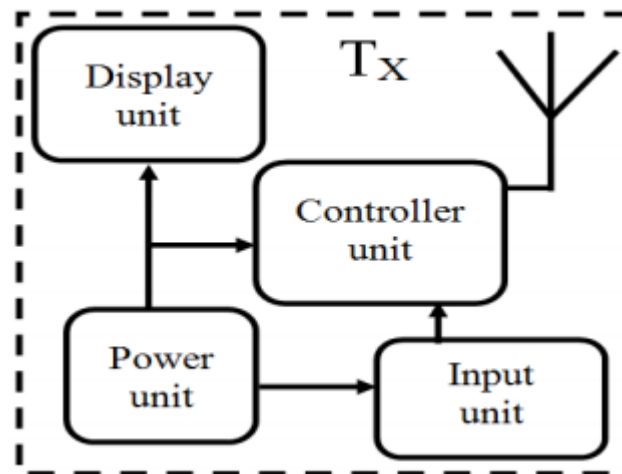 Display
unit
Tx
Controller
unit
Power
unit
Input
unit